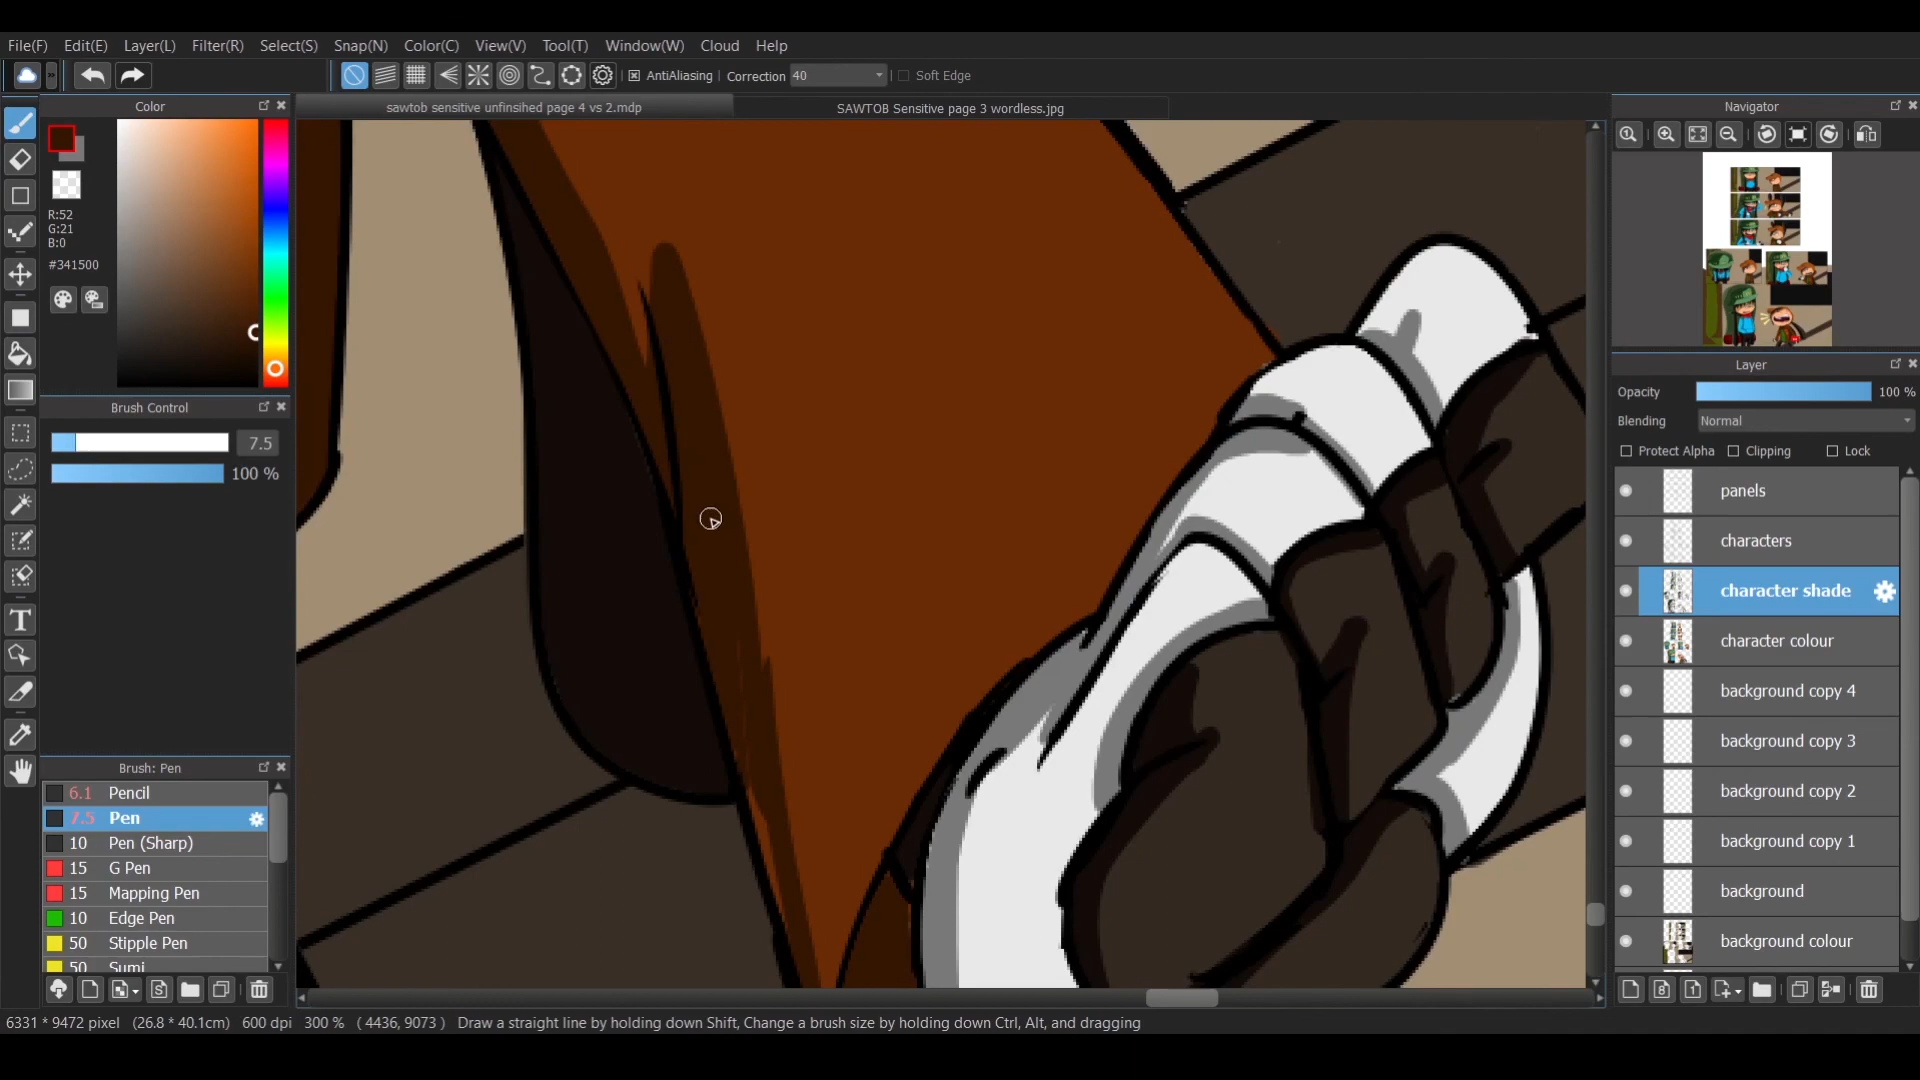 File(F) Edit(E) Layer(L) Filter(R) Select(S) Snap(N) Color(C) View(V) Tool(T) Window(W) Cloud Help
» AntiAliasing Correction 40 Soft Edge
Color
sawtob sensitive unfinsihed page 4 vs 2.mdp
SAWTOB Sensitive page 3 wordless.jpg
Navigator
R:52
G:21
B:0
#341500
Brush Control
7.5
100 %
Brush: Pen
6.1 Pencil
7.5 Pen
10 Pen (Sharp)
15 G Pen
15 Mapping Pen
10 Edge Pen
50 Stipple Pen
50 Sumi
Layer
Opacity 100 %
Blending Normal
Protect Alpha Clipping Lock
panels
characters
character shade
character colour
background copy 4
background copy 3
background copy 2
background copy 1
background
background colour
6331 * 9472 pixel (26.8 * 40.1cm) 600 dpi 300 % ( 4436, 9073 ) Draw a straight line by holding down Shift, Change a brush size by holding down Ctrl, Alt, and dragging